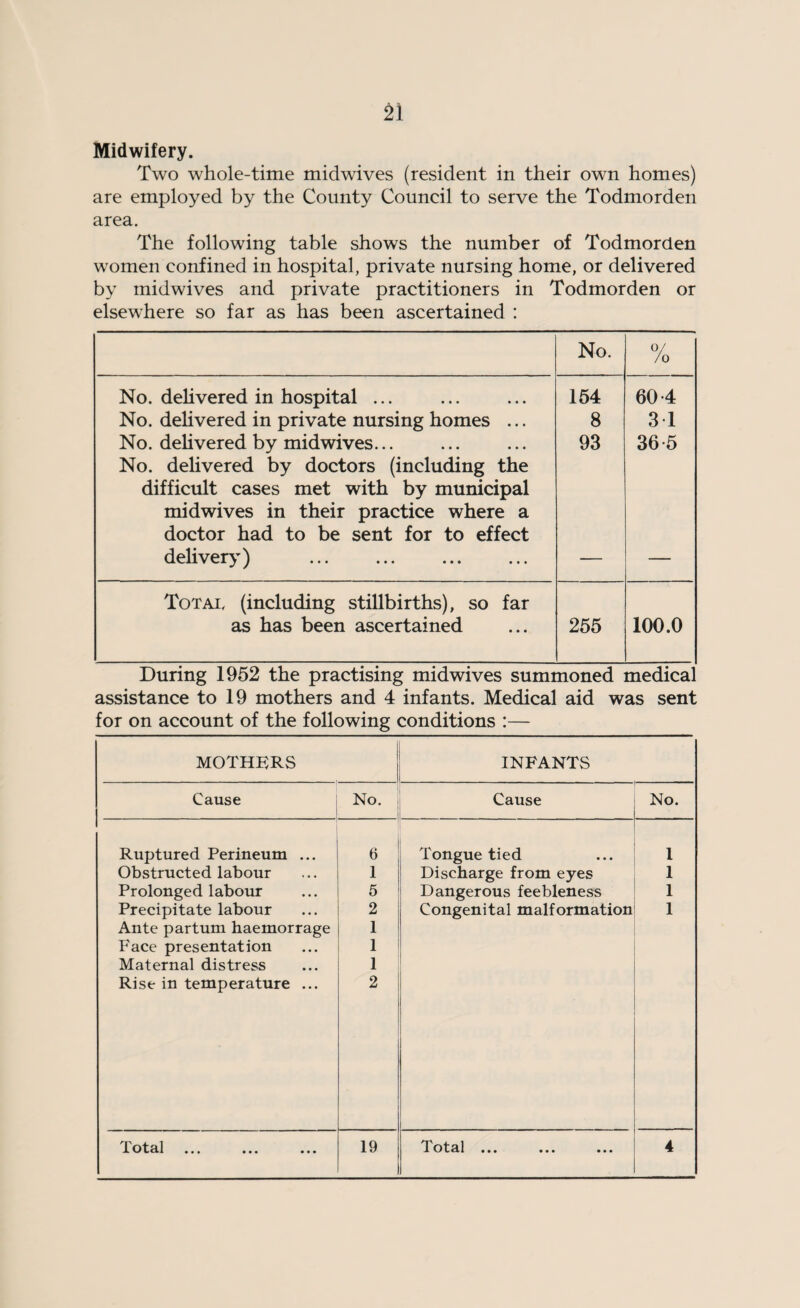 21
Midwifery.
Two whole-time midwives (resident in their own homes)
are employed by the County Council to serve the Todmorden
area.
The following table shows the number of Todmorden
women confined in hospital, private nursing home, or delivered
by midwives and private practitioners in Todmorden or
elsewhere so far as has been ascertained :
No. %
No. delivered in hospital ... ... ... 154 60·4
No. delivered in private nursing homes ... 8 3·1
No. delivered by midwives... ... ... 93 36·5
No. delivered by doctors (including the
difficult cases met with by municipal
midwives in their practice where a
doctor had to be sent for to effect
delivery) ... ... ... ... — —
Total (including stillbirths), so far
as has been ascertained ... 255 100.0
During 1952 the practising midwives summoned medical
assistance to 19 mothers and 4 infants. Medical aid was sent
for on account of the following conditions :—
MOTHERS INFANTS
Cause No. Cause No.
Ruptured Perineum ... 6 Tongue tied ... 1
Obstructed labour ... 1 Discharge from eyes 1
Prolonged labour ... 5 Dangerous feebleness 1
Precipitate labour ... 2 Congenital malformation 1
Ante partum haemorrage 1
Face presentation ... 1
Maternal distress ... 1
Rise in temperature ... 2
Total ... ... ... 19 Total ... ... ... 4